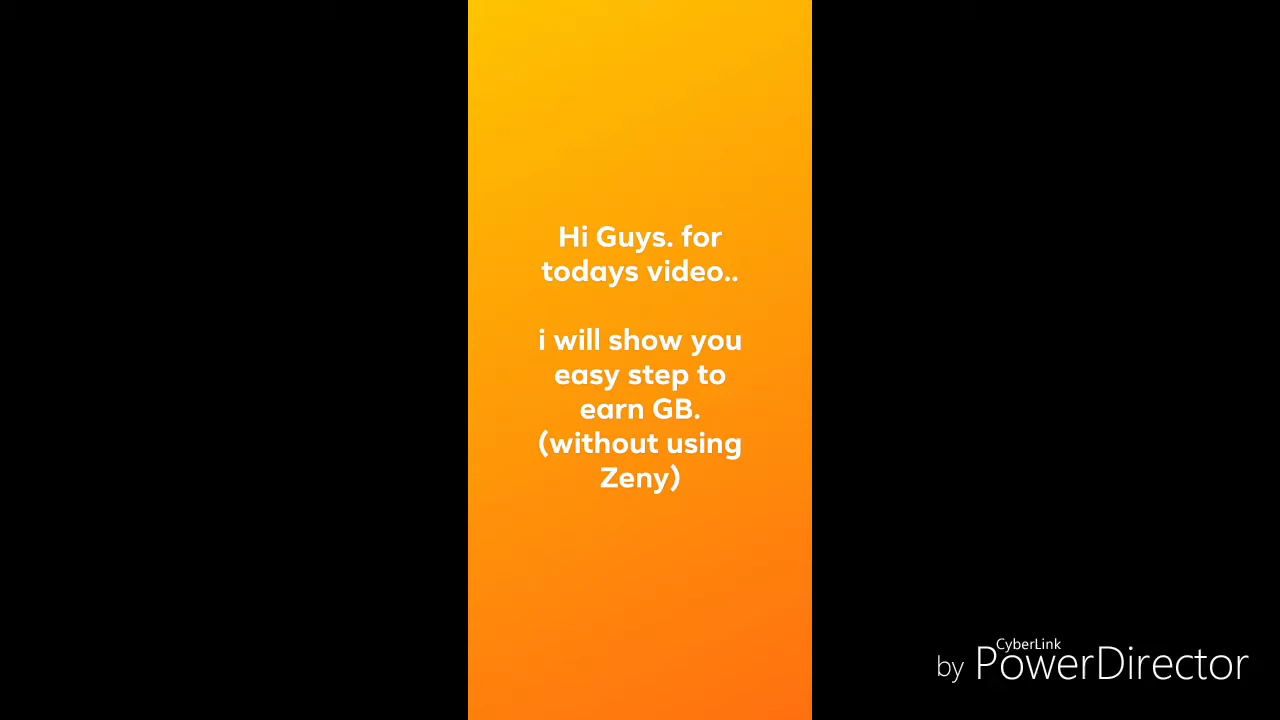 Hi Guys. for
todays video..
i will show you
easy step to
earn GB.
(without using
Zeny)
CyberLink
by PowerDirector